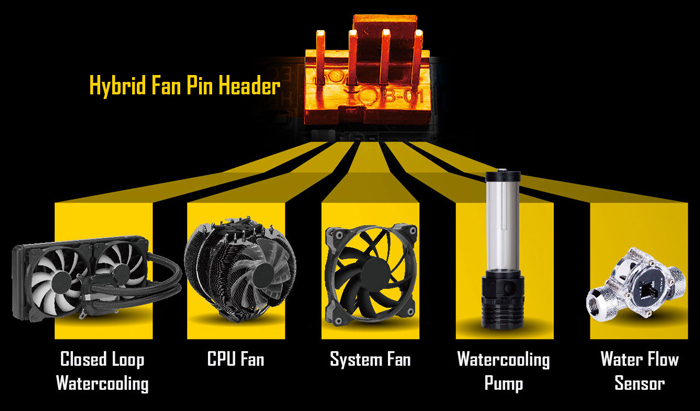 Hybrid Fan Pin Header
Closed Loop
Watercooling
CPU Fan
System Fan
Watercooling
Pump
Water Flow
Sensor